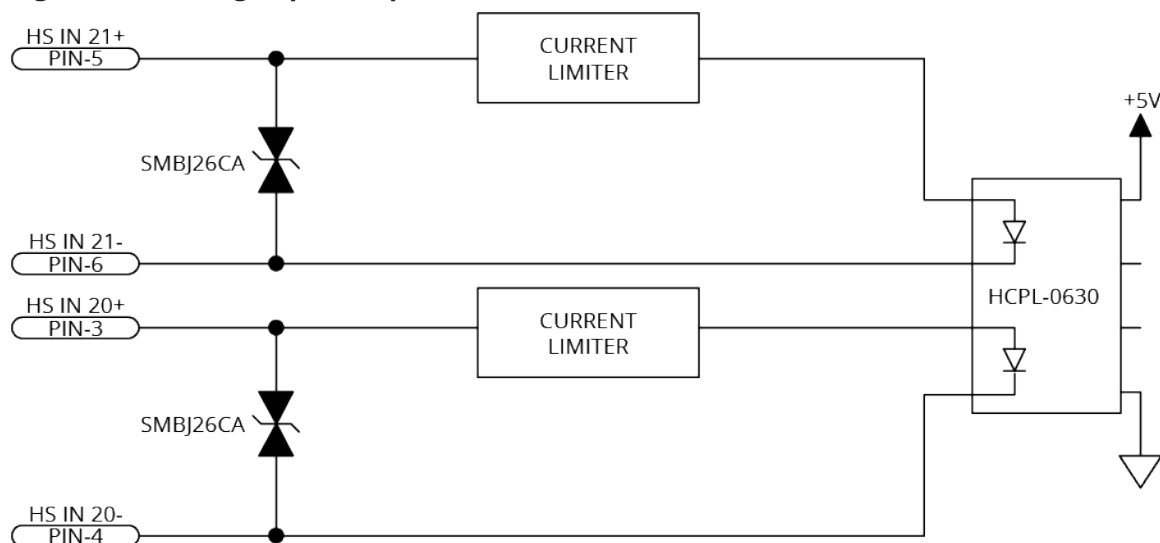 HS IN 21+
PIN-5
CURRENT
LIMITER
+5V
SMBJ26CA
HS IN 21-
PIN-6
HCPL-0630
HS IN 20+
PIN-3
CURRENT
LIMITER
SMBJ26CA
HS IN 20-
PIN-4